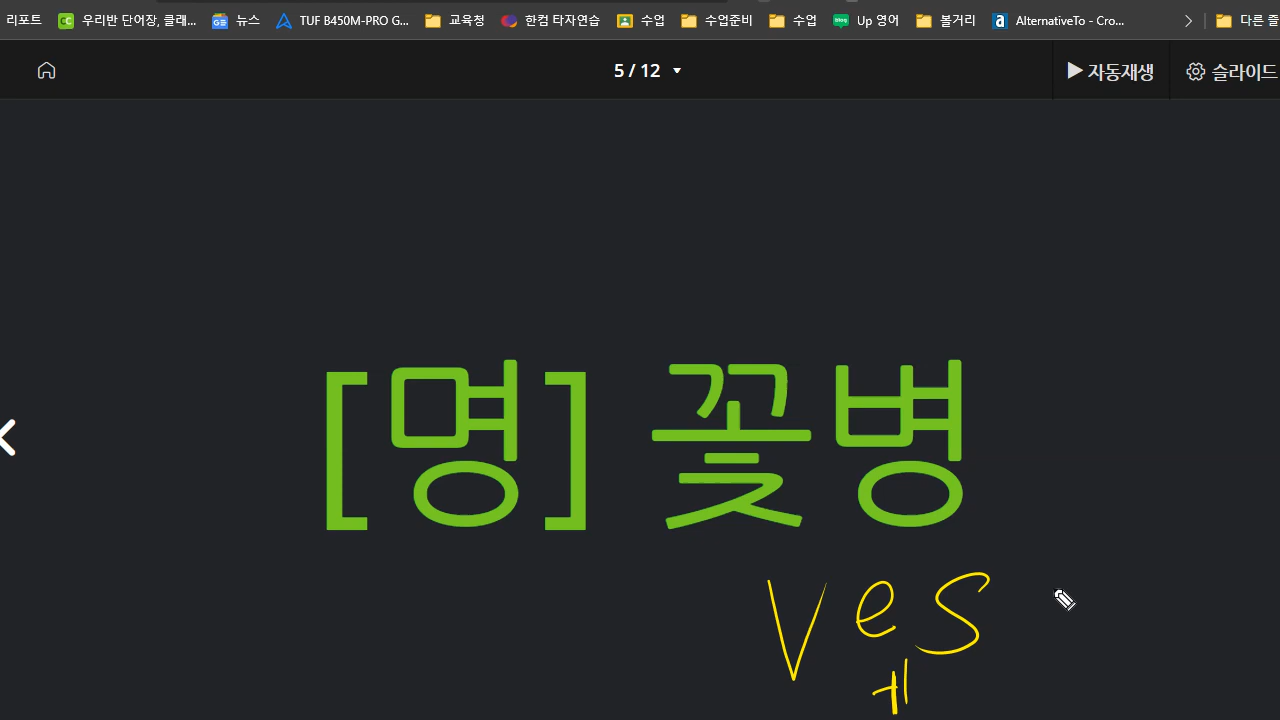 리포트 우리반 단어장, 클래... 뉴스 TUF B450M-PRO G... 교육청 한컴 타자연습 수업 수업준비 수업 Up 영어 볼거리 AlternativeTo - Cro... 다른 즐
5 / 12 자동재생 슬라이드
[명] 꽃병
ves
ㅔ